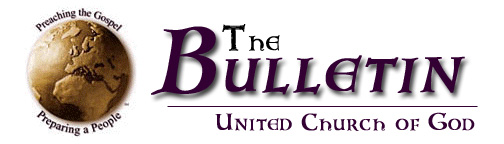 Preaching the Gospel
Preparing a People
The
Bulletin
United Church of God